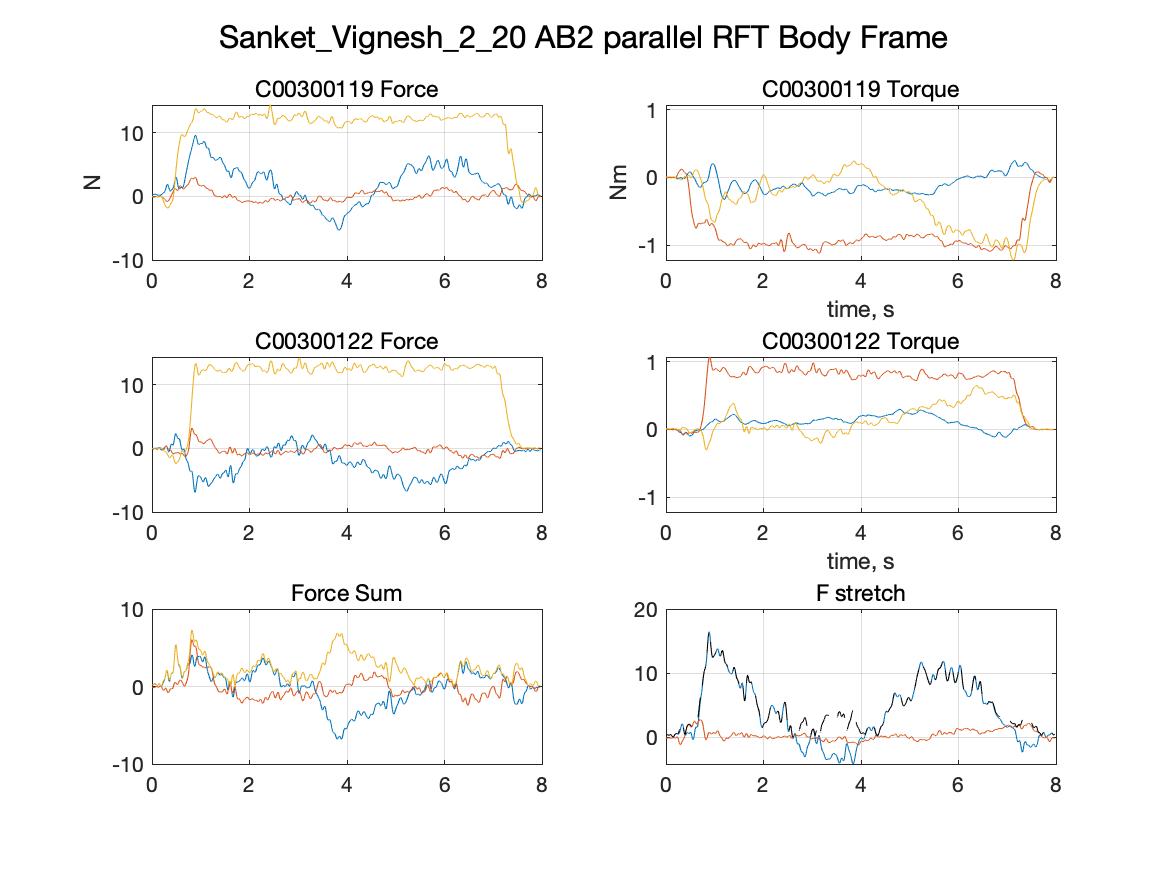 Sanket_Vignesh_2_20 AB2 parallel RFT Body Frame
C00300119 Force
N
10
0
-10
0 2 4 6 8
C00300119 Torque
Nm
1
0
-1
0 2 4 6 8
time, s
C00300122 Force
10
0
-10
0 2 4 6 8
C00300122 Torque
1
0
-1
0 2 4 6 8
time, s
Force Sum
10
0
-10
0 2 4 6 8
F stretch
20
10
0
0 2 4 6 8